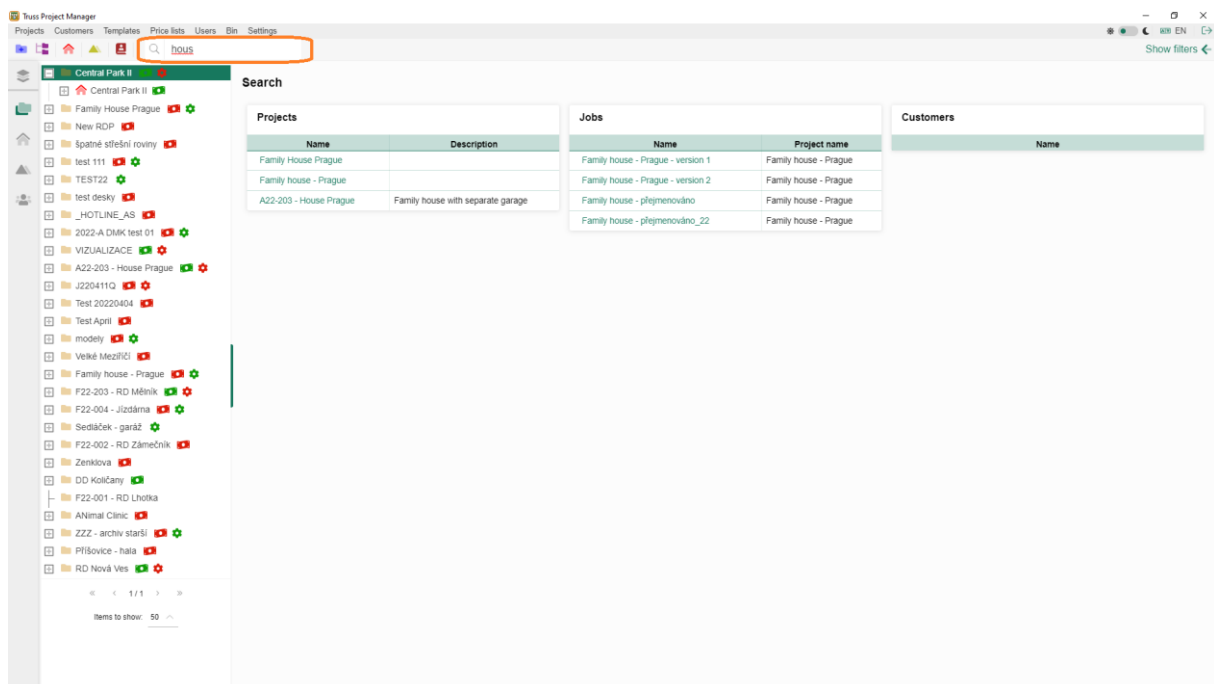 Truss Project Manager
Projects Customers Templates Price lists Users Bin Settings
EN
hous
Show filters
Central Park II
Central Park II
Family House Prague
New RDP
špatné střešní roviny
test 111
TEST22
test desky
_HOTLINE_AS
2022-A DMK test 01
VIZUALIZACE
A22-203 - House Prague
J220411Q
Test 20220404
Test April
modely
Velké Meziříčí
Family house - Prague
F22-203 - RD Mělník
F22-004 - Jízdárna
Sedláček - garáž
F22-002 - RD Zámečník
Zenklova
DD Količany
F22-001 - RD Lhotka
ANimal Clinic
ZZZ - archiv starší
Příšovice - hala
RD Nová Ves
« < 1/1 > »
Items to show: 50
Search
Projects
Name Description
Family House Prague
Family house - Prague
A22-203 - House Prague Family house with separate garage
Jobs
Name Project name
Family house - Prague - version 1 Family house - Prague
Family house - Prague - version 2 Family house - Prague
Family house - přejmenováno Family house - Prague
Family house - přejmenováno_22 Family house - Prague
Customers
Name